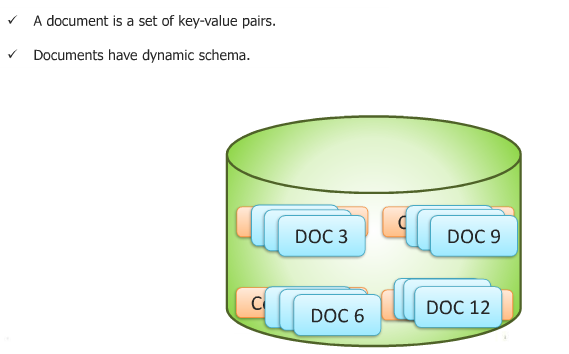 ✓ A document is a set of key-value pairs.
✓ Documents have dynamic schema.
DOC 3
DOC 9
DOC 6
DOC 12